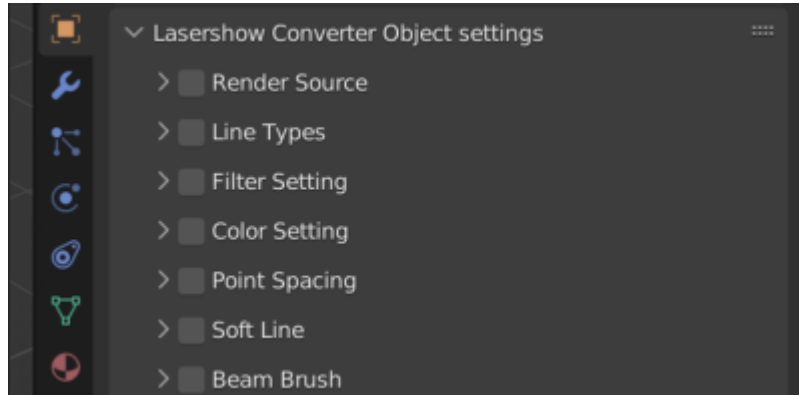 Lasershow Converter Object settings
Render Source
Line Types
Filter Setting
Color Setting
Point Spacing
Soft Line
Beam Brush